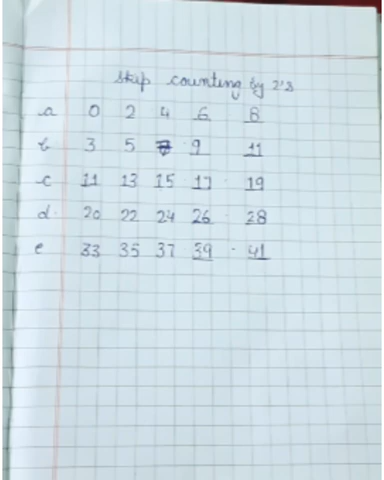 Skip counting by 2's
a 0 2 4 6 8
b 3 5 7 9 11
c 11 13 15 17 19
d. 20 22 24 26 28
e 33 35 37 39 41